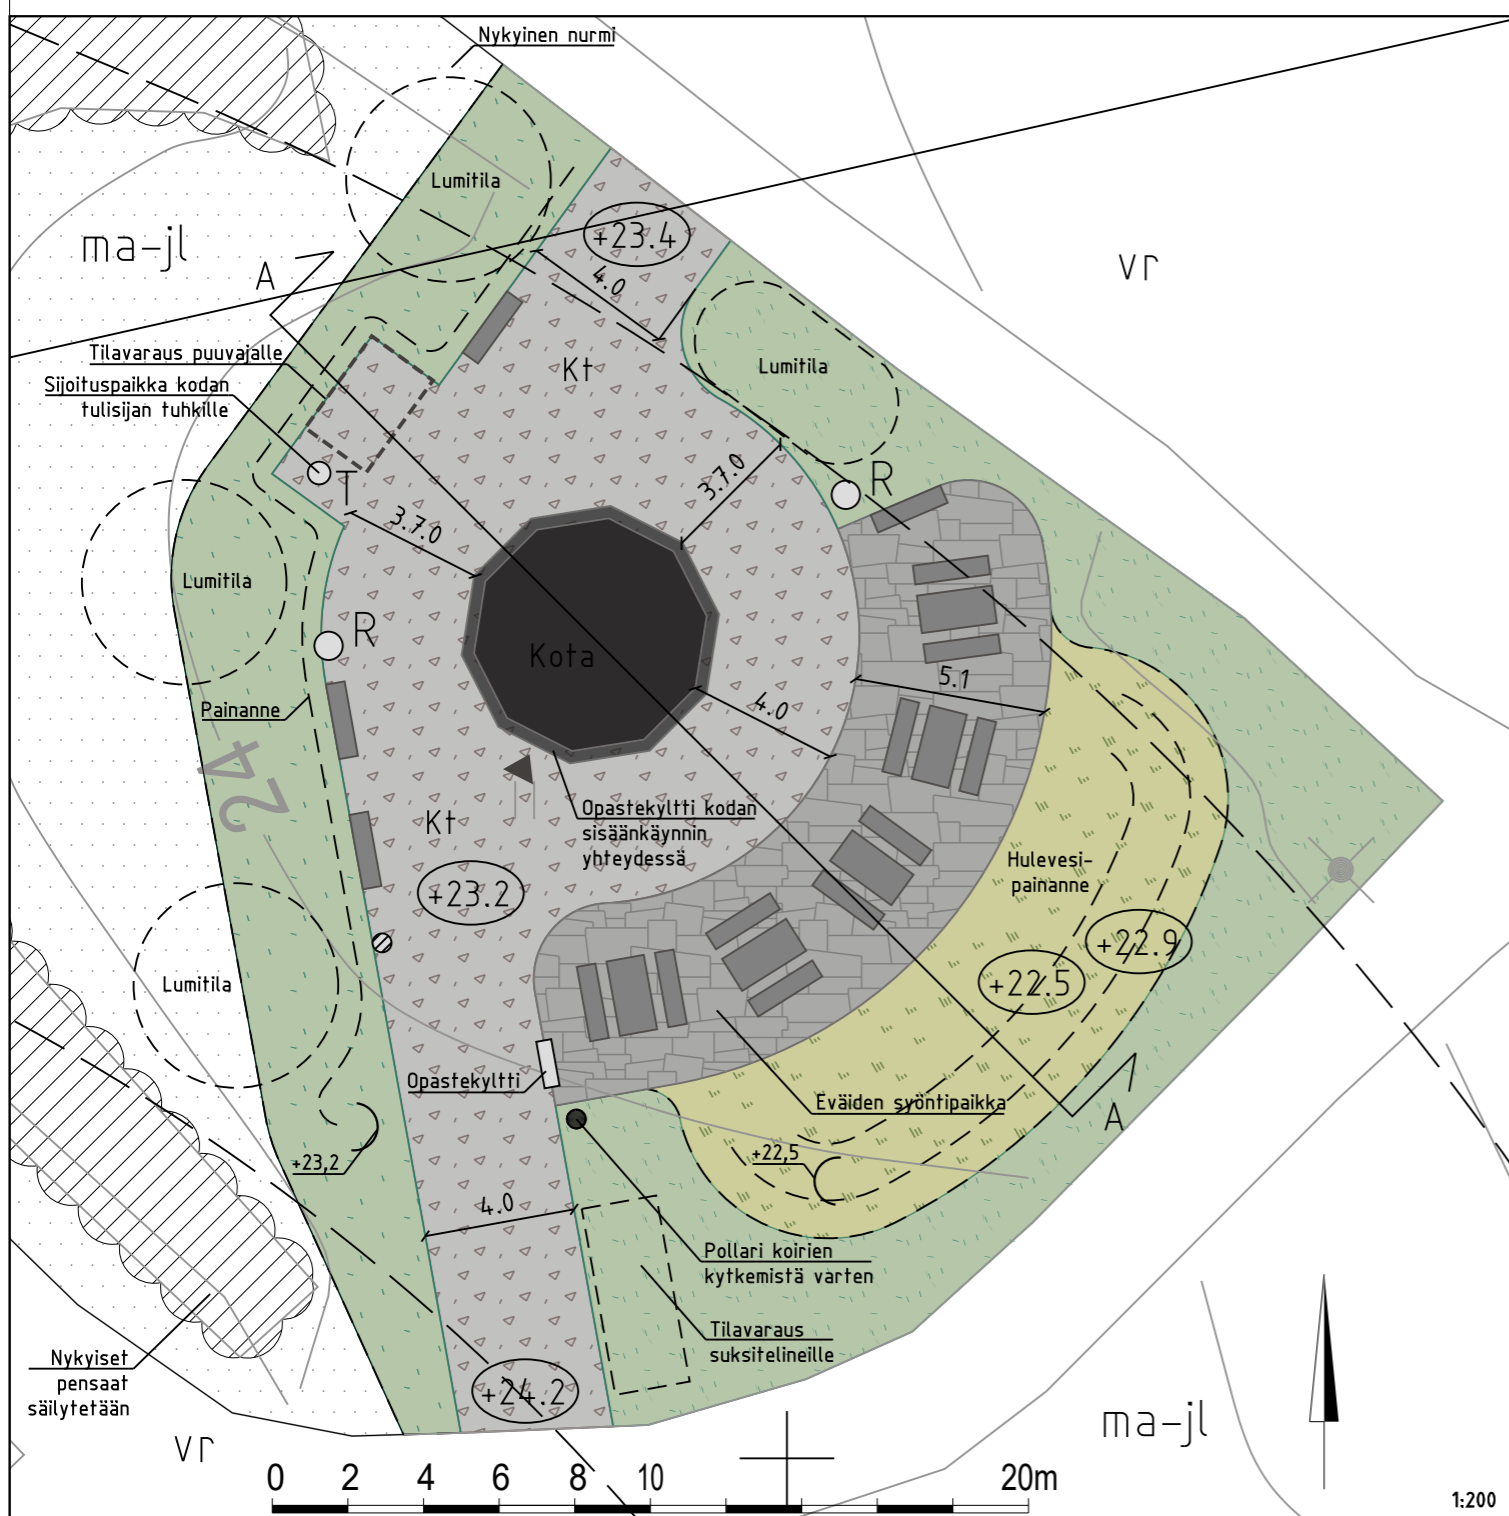 Nykyinen nurmi
Lumitila
+23.4
ma-jl
vr
A
4.0
Tilavaraus puuvajalle
Kt
Lumitila
Sijoituspaikka kodan
tulisijan tuhkille
T
3.7.0
R
3.7.0
Lumitila
R
Kota
5.1
Painanne
4.0
24
Opastekyltti kodan
sisäänkäynnin
yhteydessä
Kt
Hulevesi-
painanne
+23.2
+22.9
+22.5
Lumitila
Opastekyltti
Eväiden syöntipaikka
A
+23,2
+22,5
4.0
Pollari koirien
kytkemistä varten
Tilavaraus
suksitelineille
Nykyiset
pensaat
säilytetään
+24.2
ma-jl
vr
0 2 4 6 8 10 20m
1:200